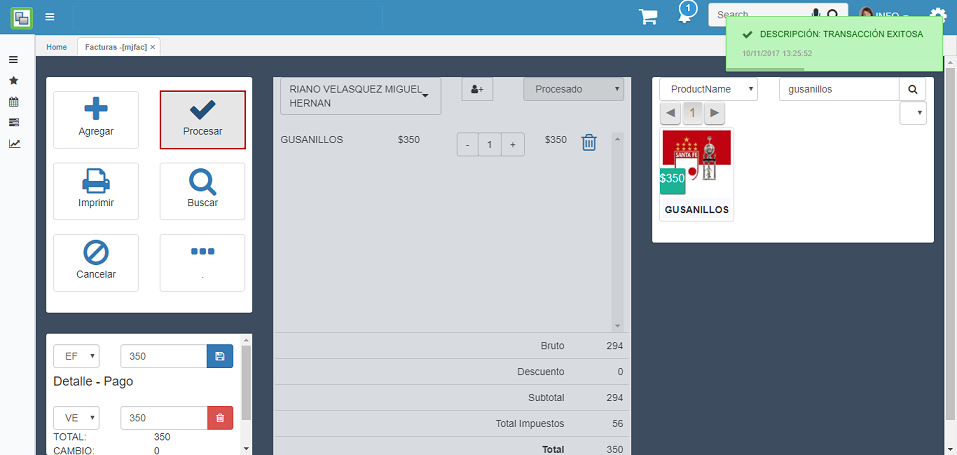 1
Search
INFO
DESCRIPCIÓN: TRANSACCIÓN EXITOSA
10/11/2017 13:25:52
Home
Facturas -[mjfac] ×
Agregar
Procesar
Imprimir
Buscar
Cancelar
.
EF
350
Detalle - Pago
VE
350
TOTAL: 350
CAMBIO: 0
RIANO VELASQUEZ MIGUEL
HERNAN
Procesado
GUSANILLOS $350 - 1 + $350
Bruto 294
Descuento 0
Subtotal 294
Total Impuestos 56
Total 350
ProductName
gusanillos
1
SANTA FE
$350
GUSANILLOS